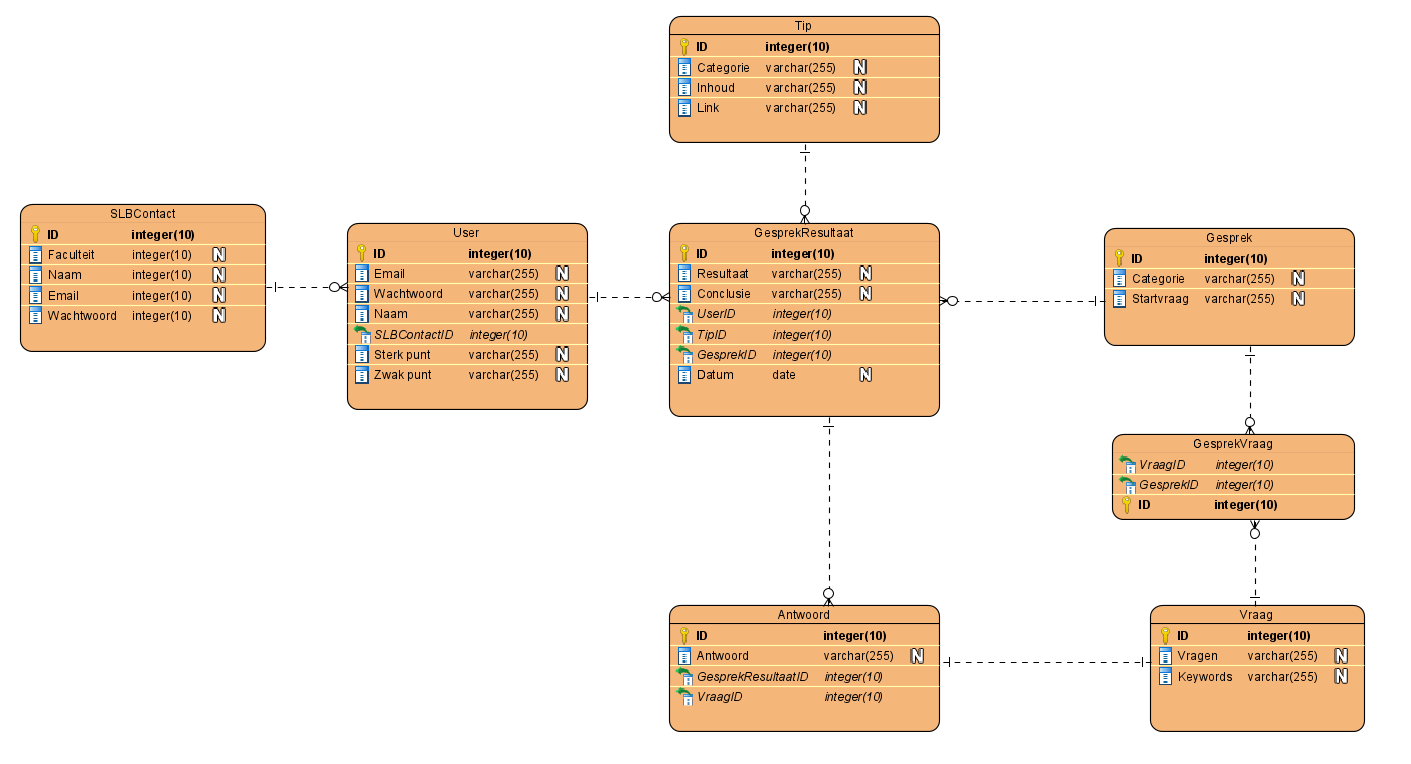 Tip
ID integer(10)
Categorie varchar(255) N
Inhoud varchar(255) N
Link varchar(255) N
SLBContact
ID integer(10)
Faculteit integer(10) N
Naam integer(10) N
Email integer(10) N
Wachtwoord integer(10) N
User
ID integer(10)
Email varchar(255) N
Wachtwoord varchar(255) N
Naam varchar(255) N
SLBContactID integer(10)
Sterk punt varchar(255) N
Zwak punt varchar(255) N
GesprekResultaat
ID integer(10)
Resultaat varchar(255) N
Conclusie varchar(255) N
UserID integer(10)
TipID integer(10)
GesprekID integer(10)
Datum date N
Gesprek
ID integer(10)
Categorie varchar(255) N
Startvraag varchar(255) N
GesprekVraag
VraagID integer(10)
GesprekID integer(10)
ID integer(10)
Antwoord
ID integer(10)
Antwoord varchar(255) N
GesprekResultaatID integer(10)
VraagID integer(10)
Vraag
ID integer(10)
Vragen varchar(255) N
Keywords varchar(255) N